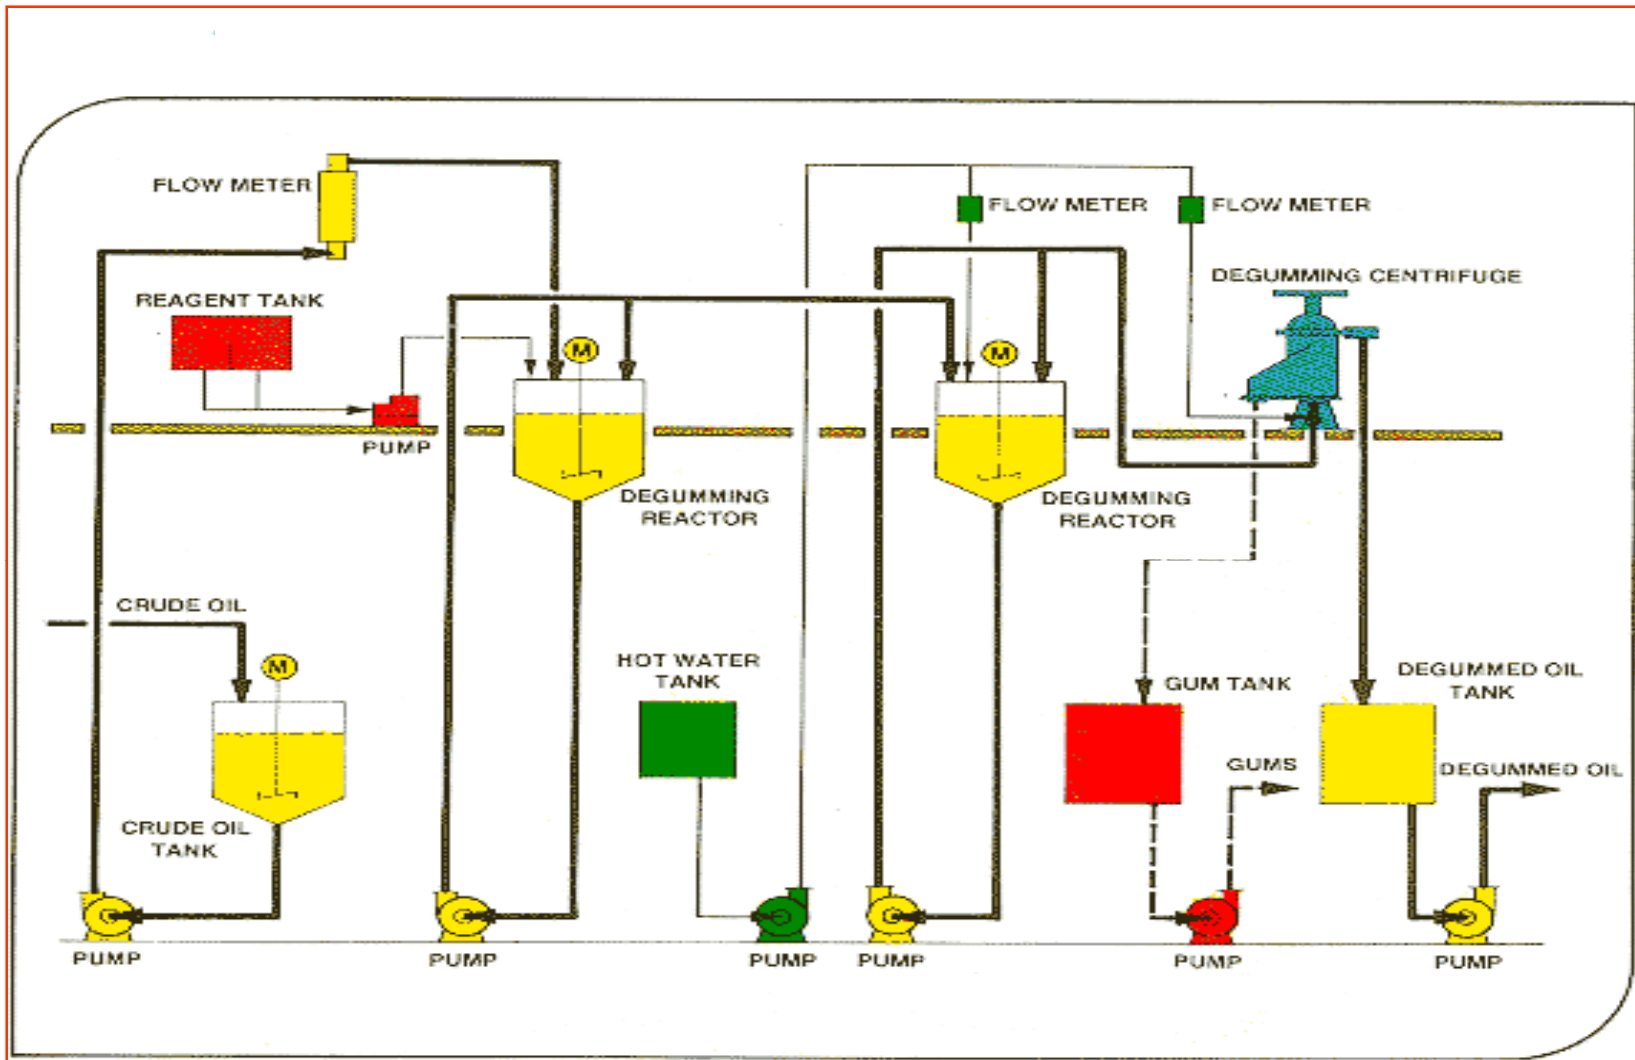 FLOW METER
FLOW METER
FLOW METER
DEGUMMING CENTRIFUGE
REAGENT TANK
M
M
PUMP
DEGUMMING
REACTOR
DEGUMMING
REACTOR
CRUDE OIL
M
HOT WATER
TANK
GUM TANK
DEGUMMED OIL
TANK
GUMS
DEGUMMED OIL
CRUDE OIL
TANK
PUMP
PUMP
PUMP
PUMP
PUMP
PUMP